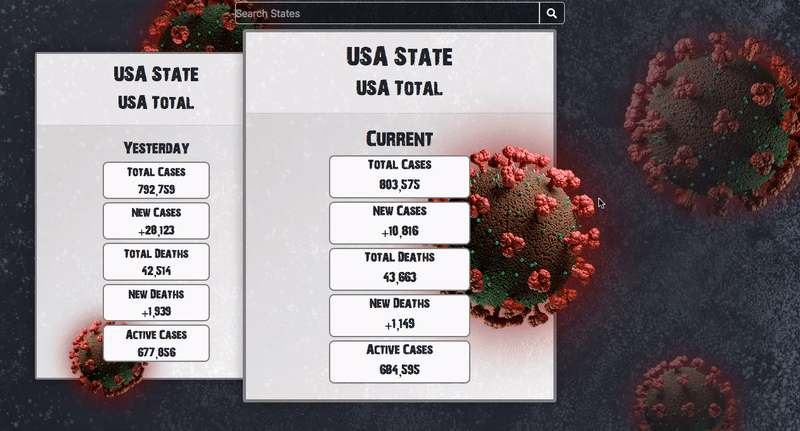 Search States
USA State
USA Total
Yesterday
Total Cases
792,759
New Cases
+28,123
Total Deaths
42,514
New Deaths
+1,939
Active Cases
677,856
USA State
USA Total
Current
Total Cases
803,575
New Cases
+10,816
Total Deaths
43,663
New Deaths
+1,149
Active Cases
684,595